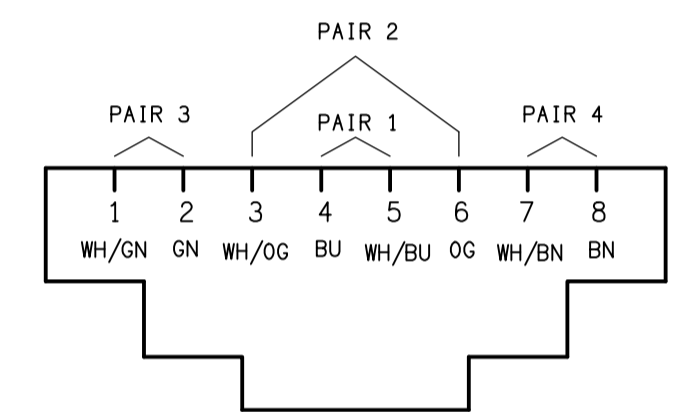 PAIR 2
PAIR 3 PAIR 1 PAIR 4
1 2 3 4 5 6 7 8
WH/GN GN WH/OG BU WH/BU OG WH/BN BN